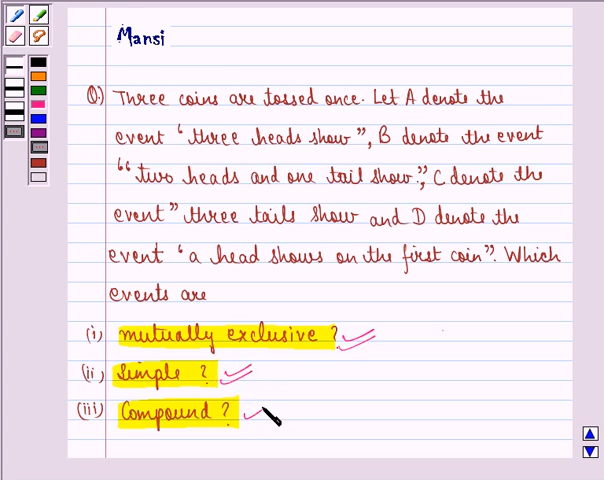 Mansi
Q.) Three coins are tossed once. Let A denote the
event "three heads show", B denote the event
"two heads and one tail show.", C denote the
event" three tails show and D denote the
event "a head shows on the first coin". Which
events are
(i) mutually exclusive ?
(ii) Simple ?
(iii) Compound ?